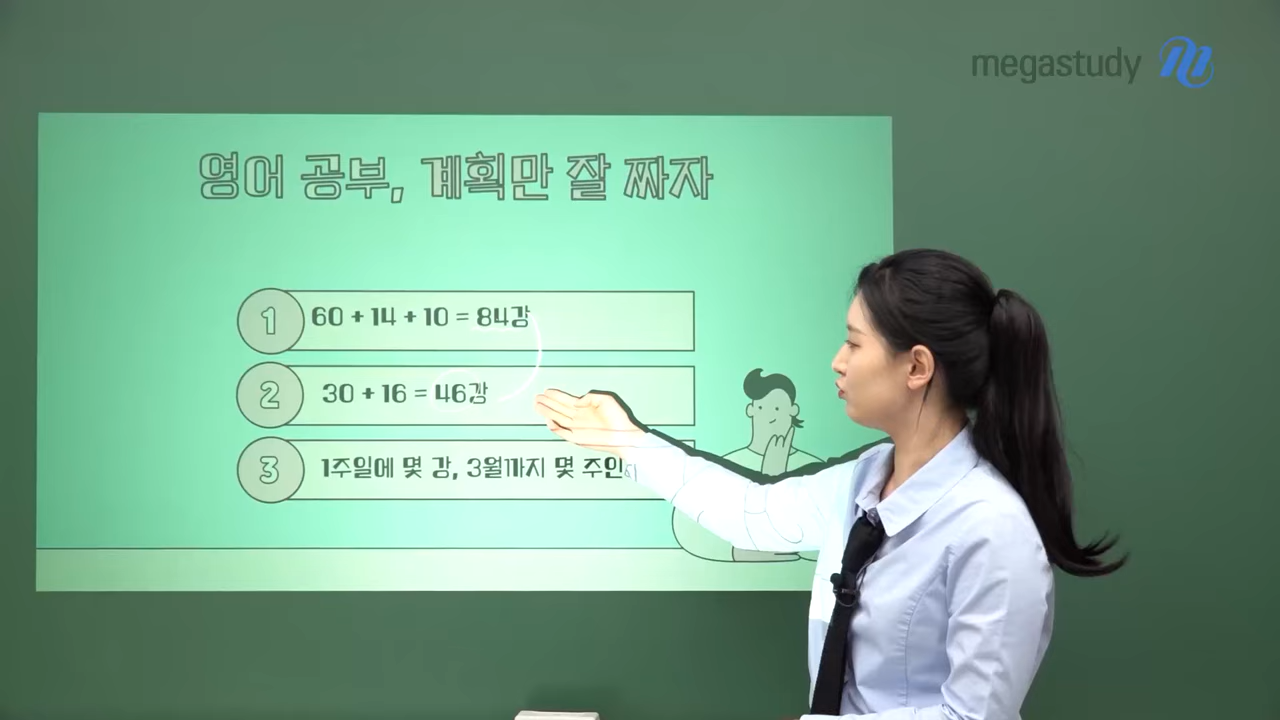 megastudy
영어 공부, 계획만 잘 짜자
1
60 + 14 + 10 = 84강
2
30 + 16 = 46강
3
1주일에 몇 강, 3월까지 몇 주인지